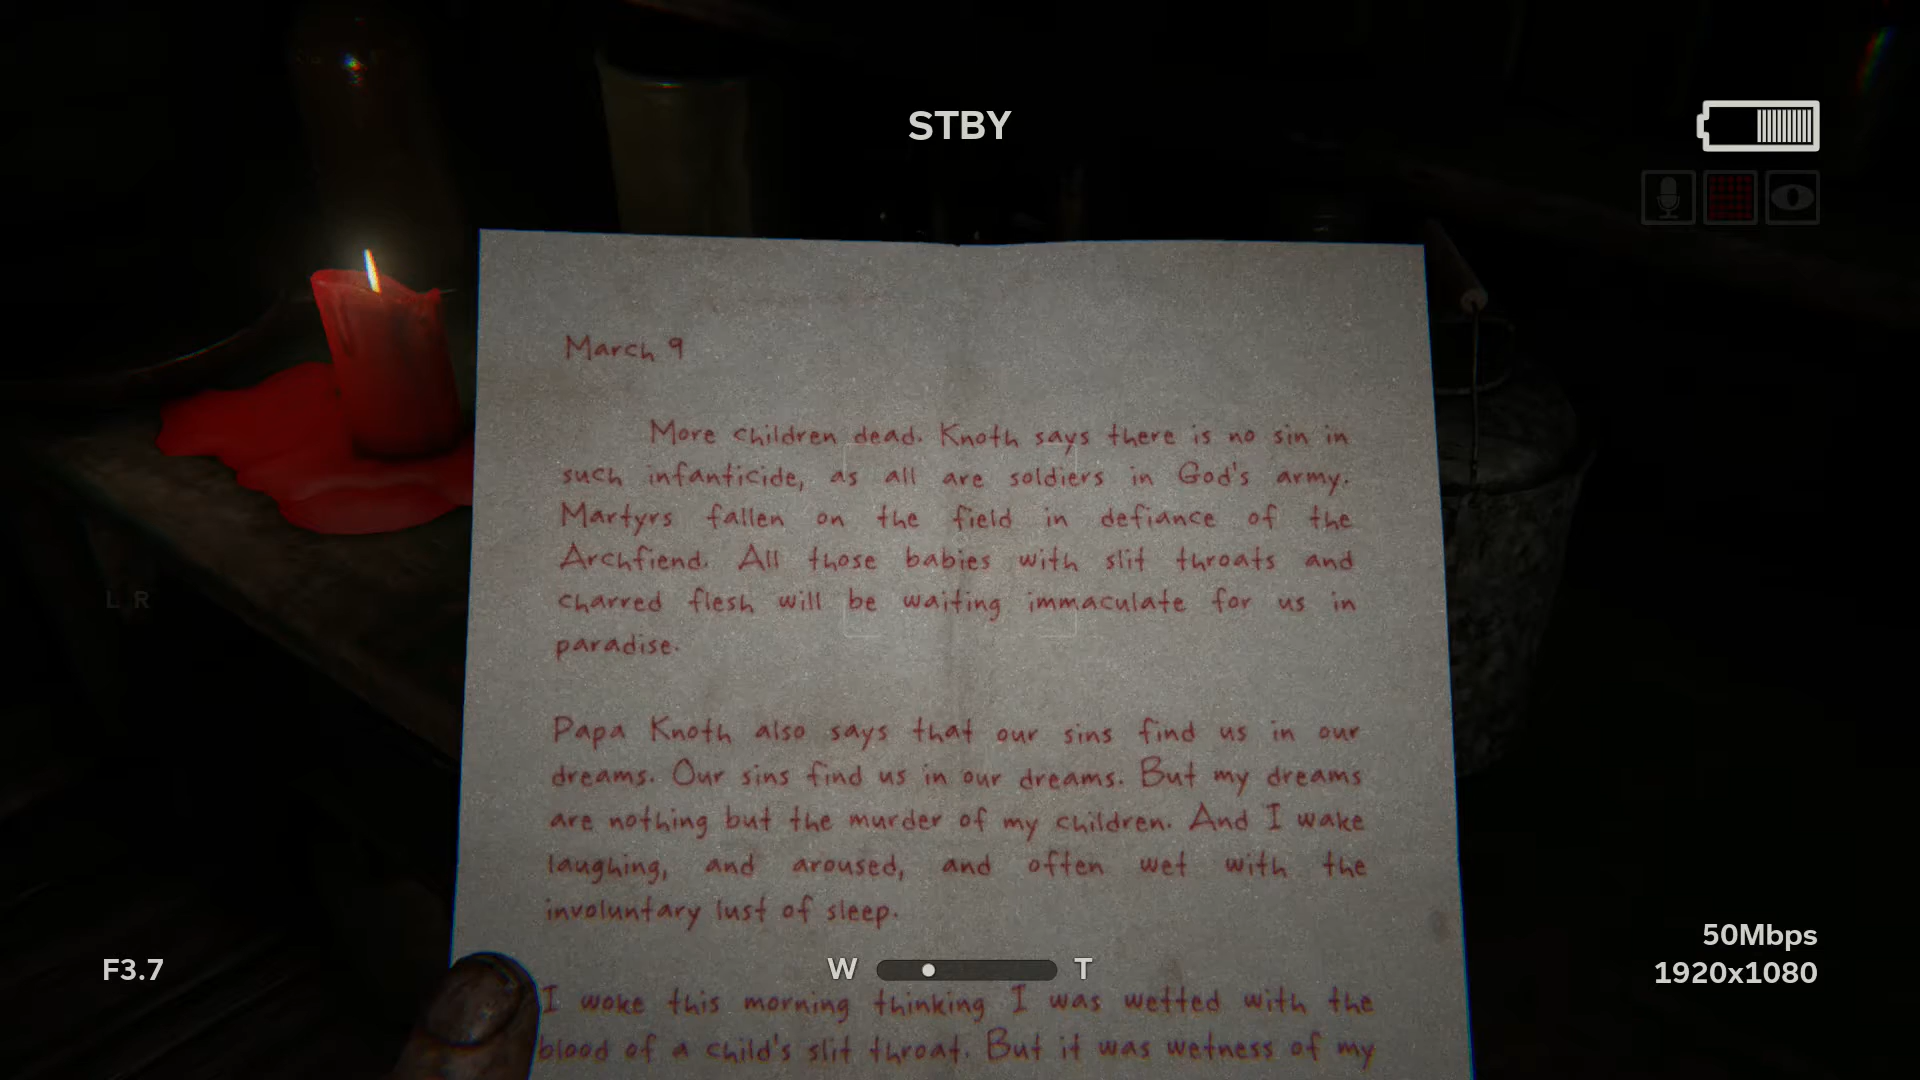 STBY
March 9
More children dead. Knoth says there is no sin in
such infanticide, as all are soldiers in God's army.
Martyrs fallen on the field in defiance of the
Archfiend. All those babies with slit throats and
charred flesh will be waiting immaculate for us in
paradise.
Papa Knoth also says that our sins find us in our
dreams. Our sins find us in our dreams. But my dreams
are nothing but the murder of my children. And I wake
laughing, and aroused, and often wet with the
involuntary lust of sleep.
I woke this morning thinking I was wetted with the
blood of a child's slit throat. But it was wetness of my
L R
F3.7
W T
50Mbps
1920x1080